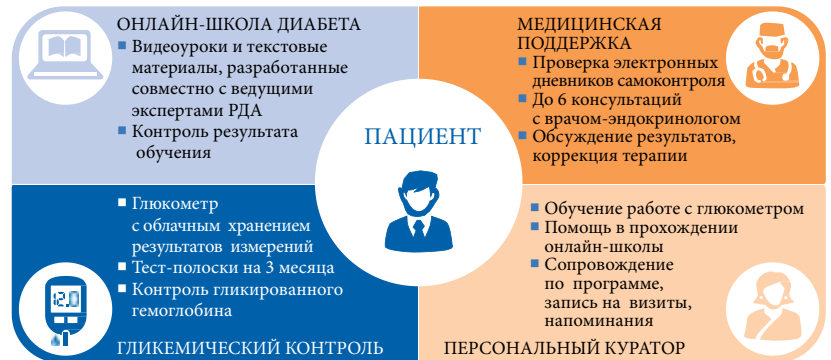 ОНЛАЙН-ШКОЛА ДИАБЕТА
Видеоуроки и текстовые
материалы, разработанные
совместно с ведущими
экспертами РДА
Контроль результата
обучения
МЕДИЦИНСКАЯ
ПОДДЕРЖКА
Проверка электронных
дневников самоконтроля
До 6 консультаций
с врачом-эндокринологом
Обсуждение результатов,
коррекция терапии
ПАЦИЕНТ
Глюкометр
с облачным хранением
результатов измерений
Тест-полоски на 3 месяца
Контроль гликированного
гемоглобина
12.0
ГЛИКЕМИЧЕСКИЙ КОНТРОЛЬ
Обучение работе с глюкометром
Помощь в прохождении
онлайн-школы
Сопровождение
по программе,
запись на визиты,
напоминания
ПЕРСОНАЛЬНЫЙ КУРАТОР